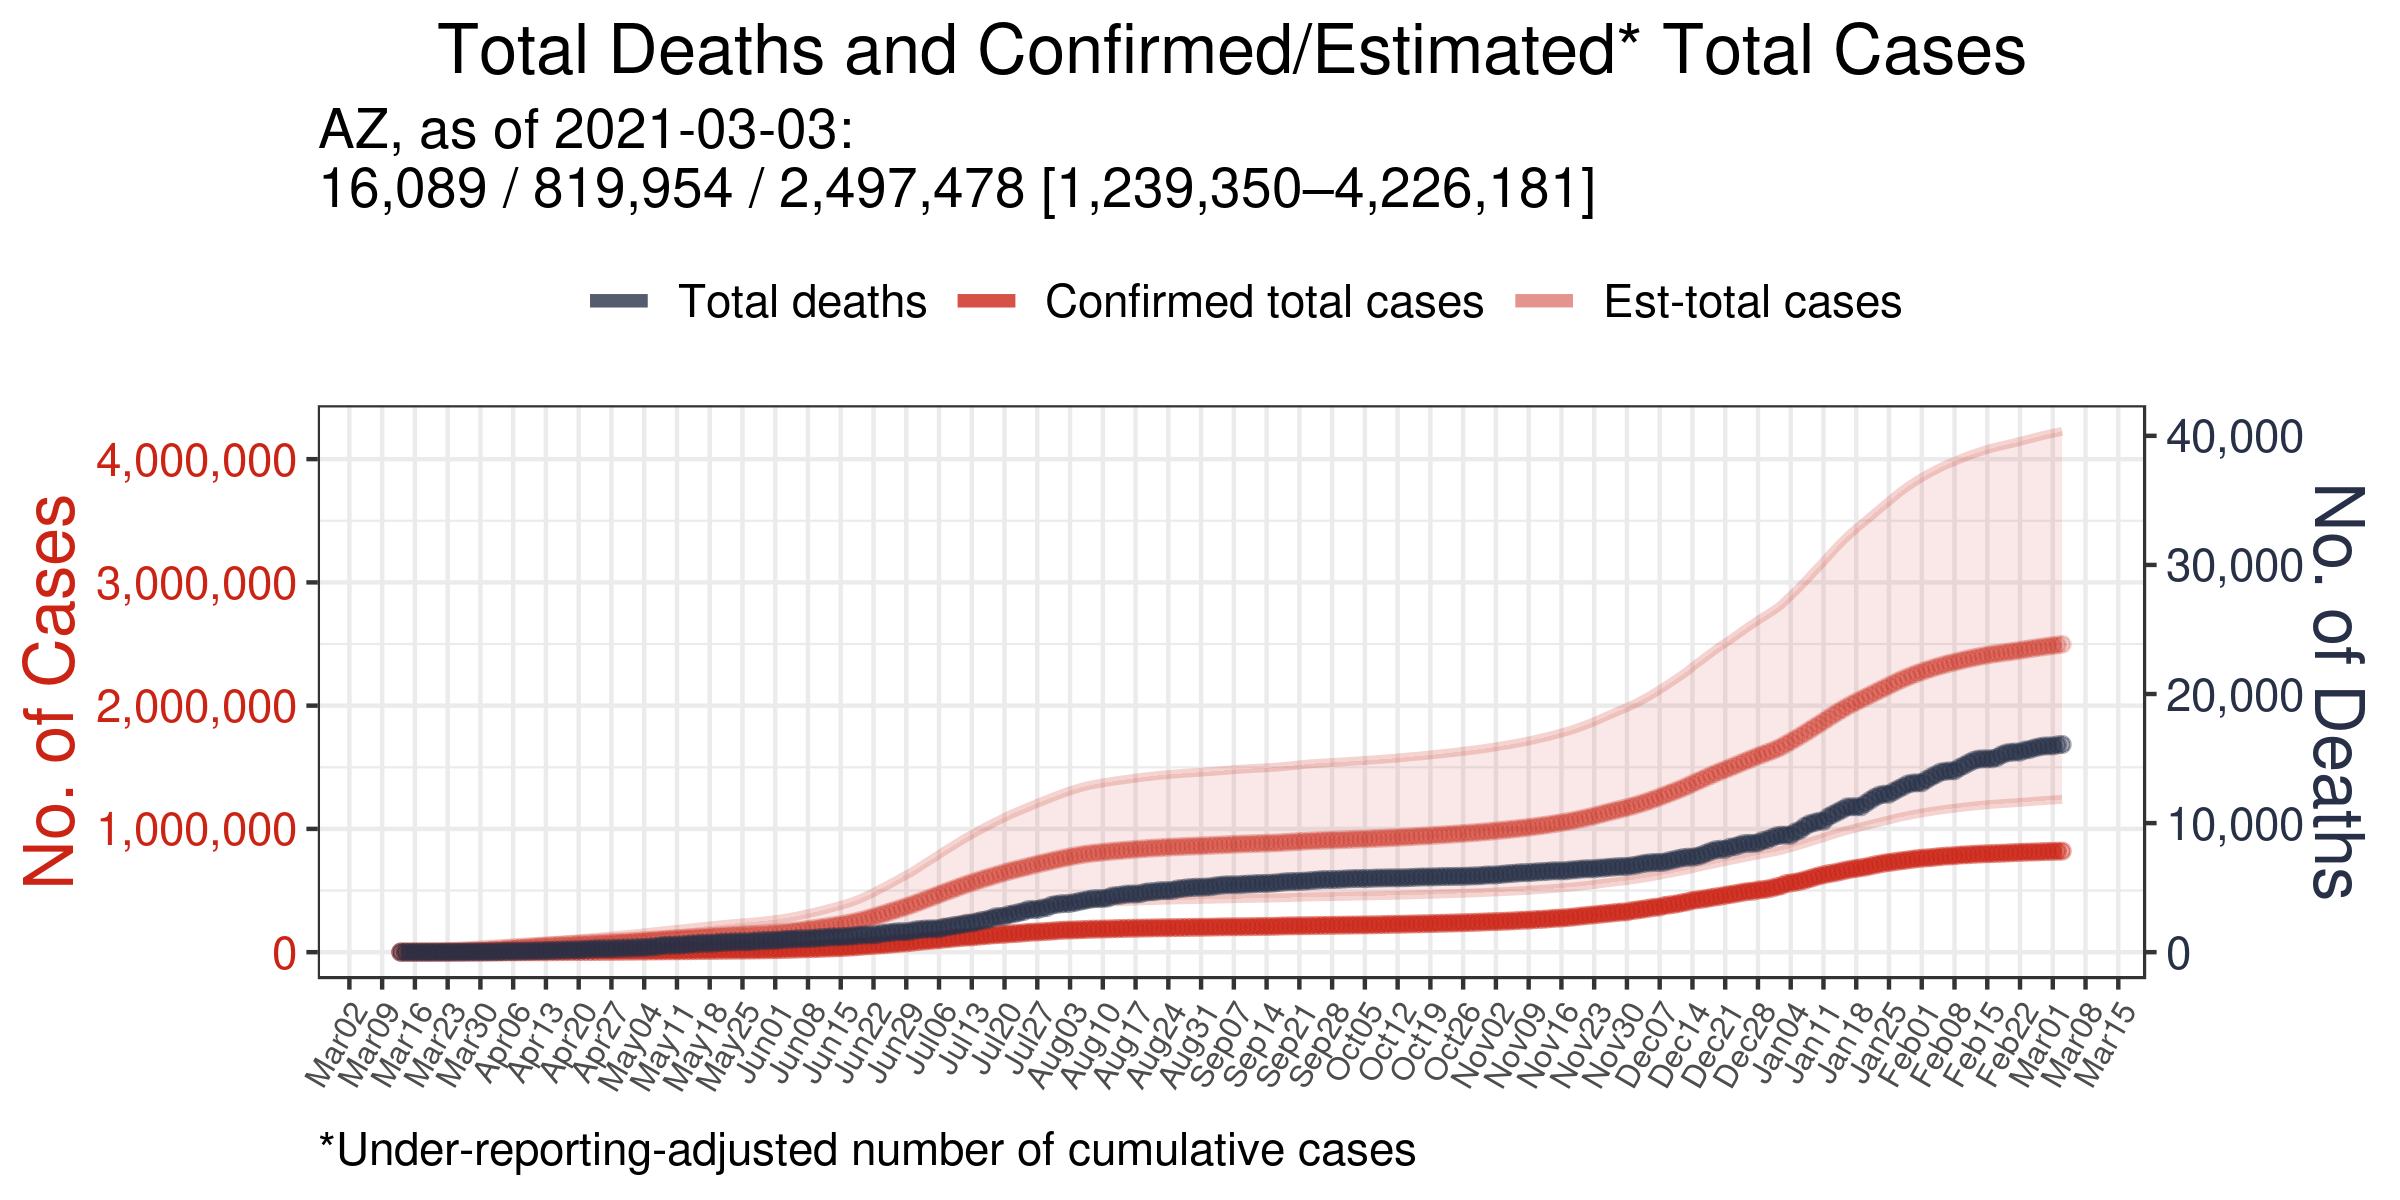 Total Deaths and Confirmed/Estimated* Total Cases
AZ, as of 2021-03-03:
16,089 / 819,954 / 2,497,478 [1,239,350–4,226,181]
Total deaths
Confirmed total cases
Est-total cases
No. of Cases
4,000,000
3,000,000
2,000,000
1,000,000
0
40,000
30,000
20,000
10,000
0
No. of Deaths
Mar02
Mar09
Mar16
Mar23
Mar30
Apr06
Apr13
Apr20
Apr27
May04
May11
May18
May25
Jun01
Jun08
Jun15
Jun22
Jun29
Jul06
Jul13
Jul20
Jul27
Aug03
Aug10
Aug17
Aug24
Aug31
Sep07
Sep14
Sep21
Sep28
Oct05
Oct12
Oct19
Oct26
Nov02
Nov09
Nov16
Nov23
Nov30
Dec07
Dec14
Dec21
Dec28
Jan04
Jan11
Jan18
Jan25
Feb01
Feb08
Feb15
Feb22
Mar01
Mar08
Mar15
*Under-reporting-adjusted number of cumulative cases